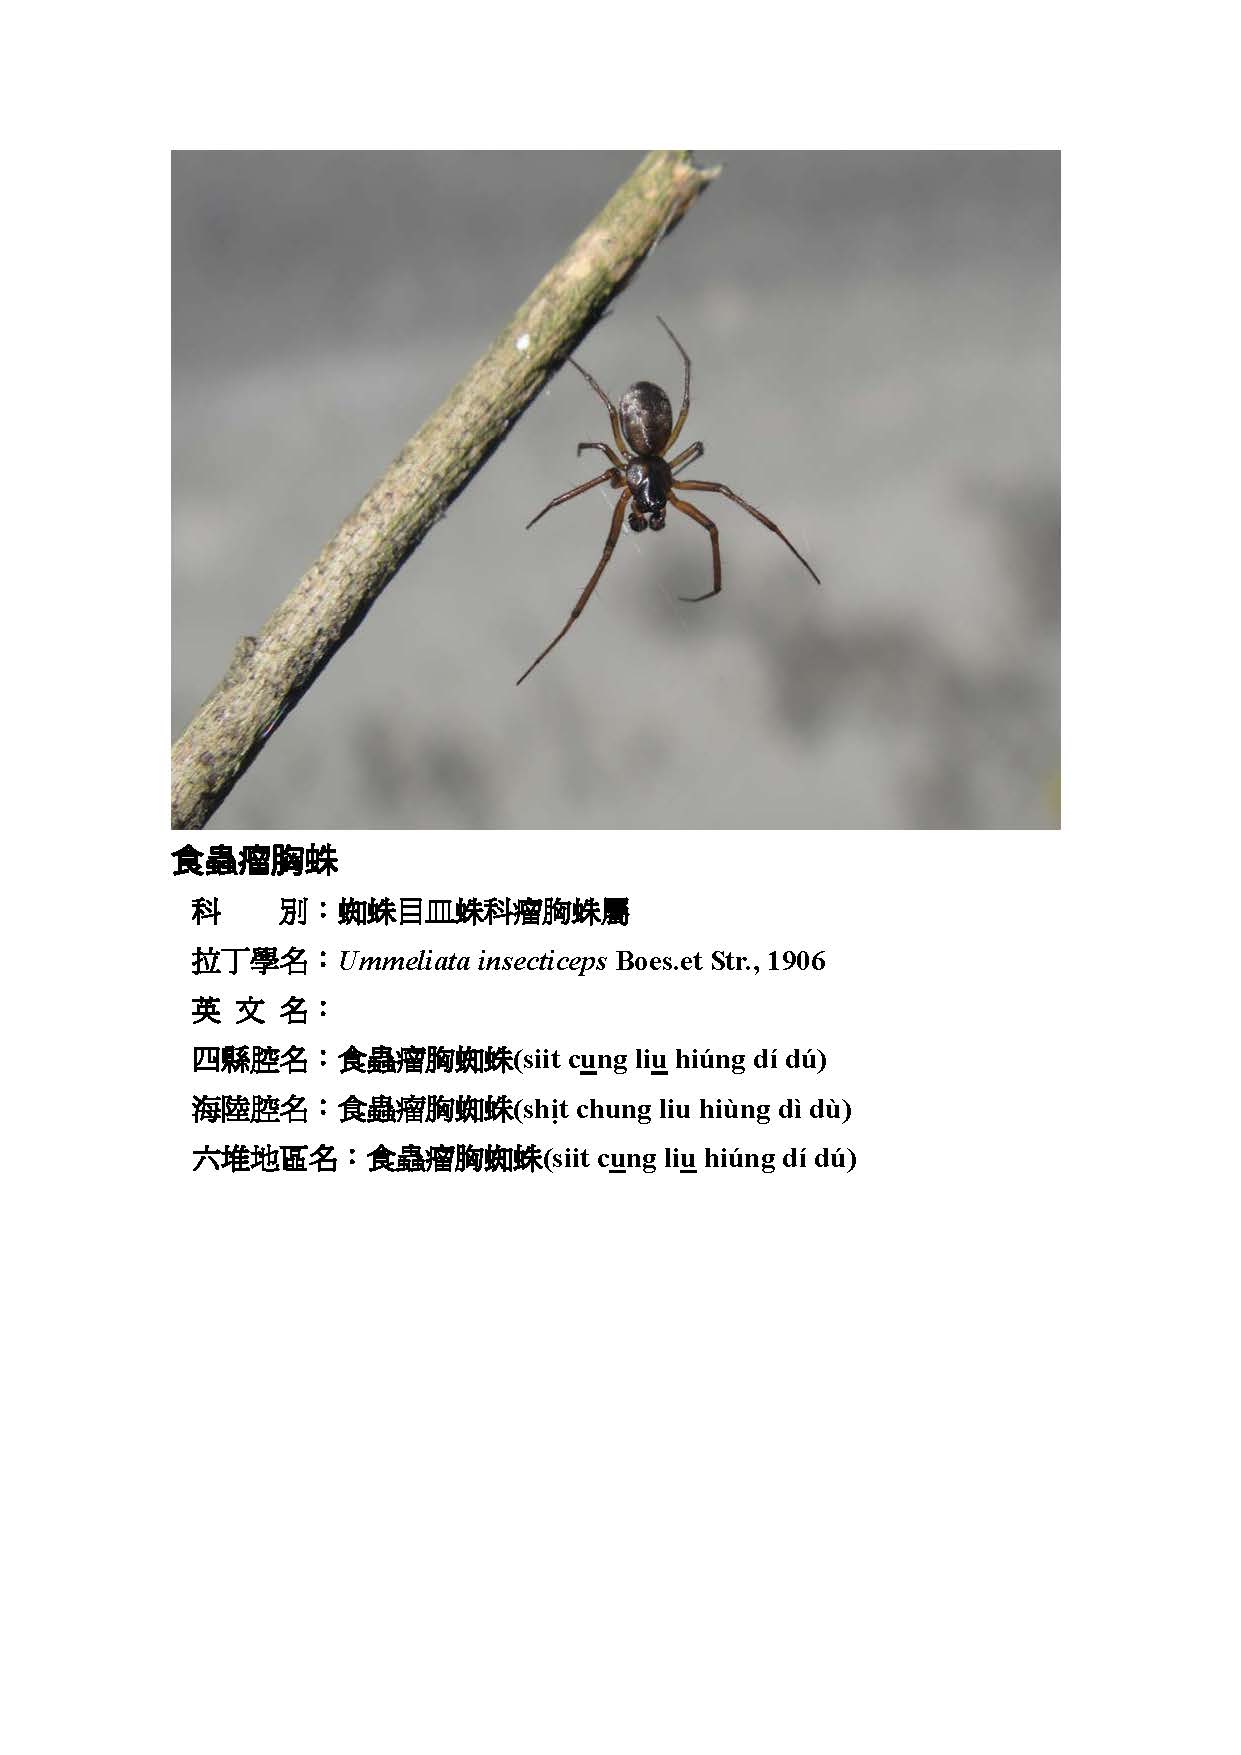 食蟲瘤胸蛛
科　　別：蜘蛛目皿蛛科瘤胸蛛屬
拉丁學名：Ummeliata insecticeps Boes.et Str., 1906
英 文 名：
四縣腔名：食蟲瘤胸蜘蛛(siit cung liu hiúng dí dú)
海陸腔名：食蟲瘤胸蜘蛛(shịt chung liu hiùng dì dù)
六堆地區名：食蟲瘤胸蜘蛛(siit cung liu hiúng dí dú)